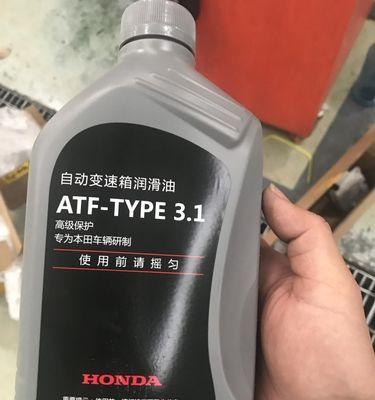 自动变速箱润滑油
ATF-TYPE 3.1
高级保护
专为本田车辆研制
使用前请摇匀
HONDA